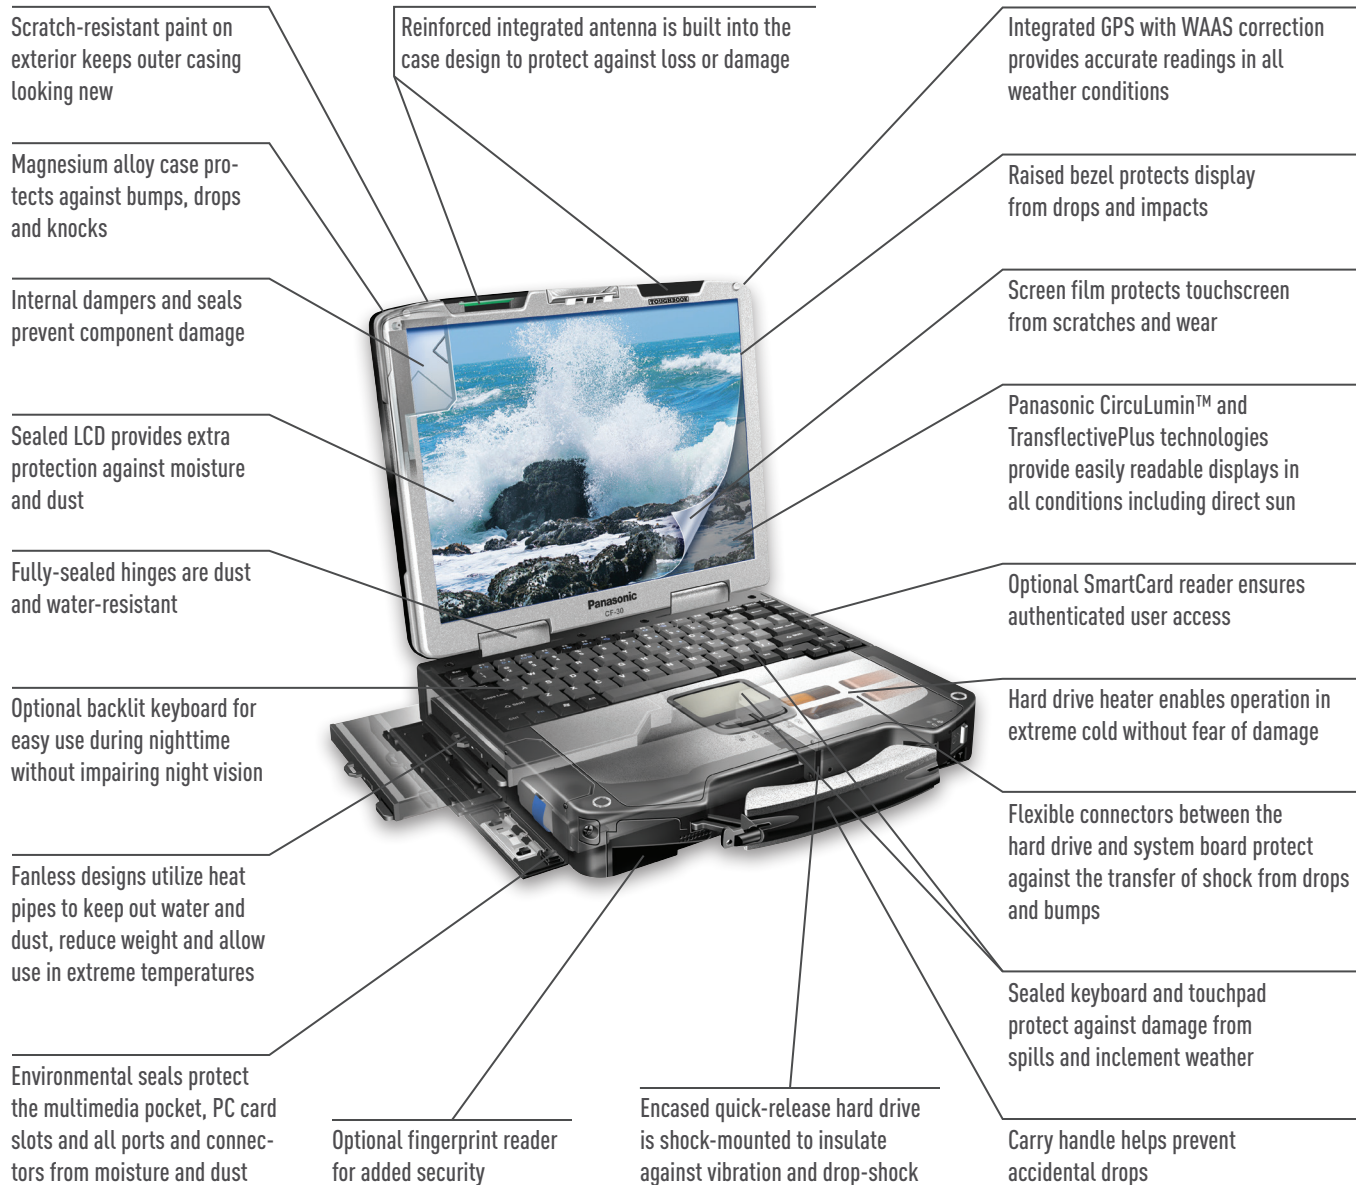 Scratch-resistant paint on
exterior keeps outer casing
looking new
Reinforced integrated antenna is built into the
case design to protect against loss or damage
Integrated GPS with WAAS correction
provides accurate readings in all
weather conditions
Magnesium alloy case pro-
tects against bumps, drops
and knocks
Raised bezel protects display
from drops and impacts
Internal dampers and seals
prevent component damage
Screen film protects touchscreen
from scratches and wear
Sealed LCD provides extra
protection against moisture
and dust
Panasonic CircuLumin™ and
TransflectivePlus technologies
provide easily readable displays in
all conditions including direct sun
Fully-sealed hinges are dust
and water-resistant
Optional SmartCard reader ensures
authenticated user access
TOUGHBOOK
Panasonic
CF-30
Optional backlit keyboard for
easy use during nighttime
without impairing night vision
Hard drive heater enables operation in
extreme cold without fear of damage
Flexible connectors between the
hard drive and system board protect
against the transfer of shock from drops
and bumps
Fanless designs utilize heat
pipes to keep out water and
dust, reduce weight and allow
use in extreme temperatures
Sealed keyboard and touchpad
protect against damage from
spills and inclement weather
Environmental seals protect
the multimedia pocket, PC card
slots and all ports and connec-
tors from moisture and dust
Optional fingerprint reader
for added security
Encased quick-release hard drive
is shock-mounted to insulate
against vibration and drop-shock
Carry handle helps prevent
accidental drops